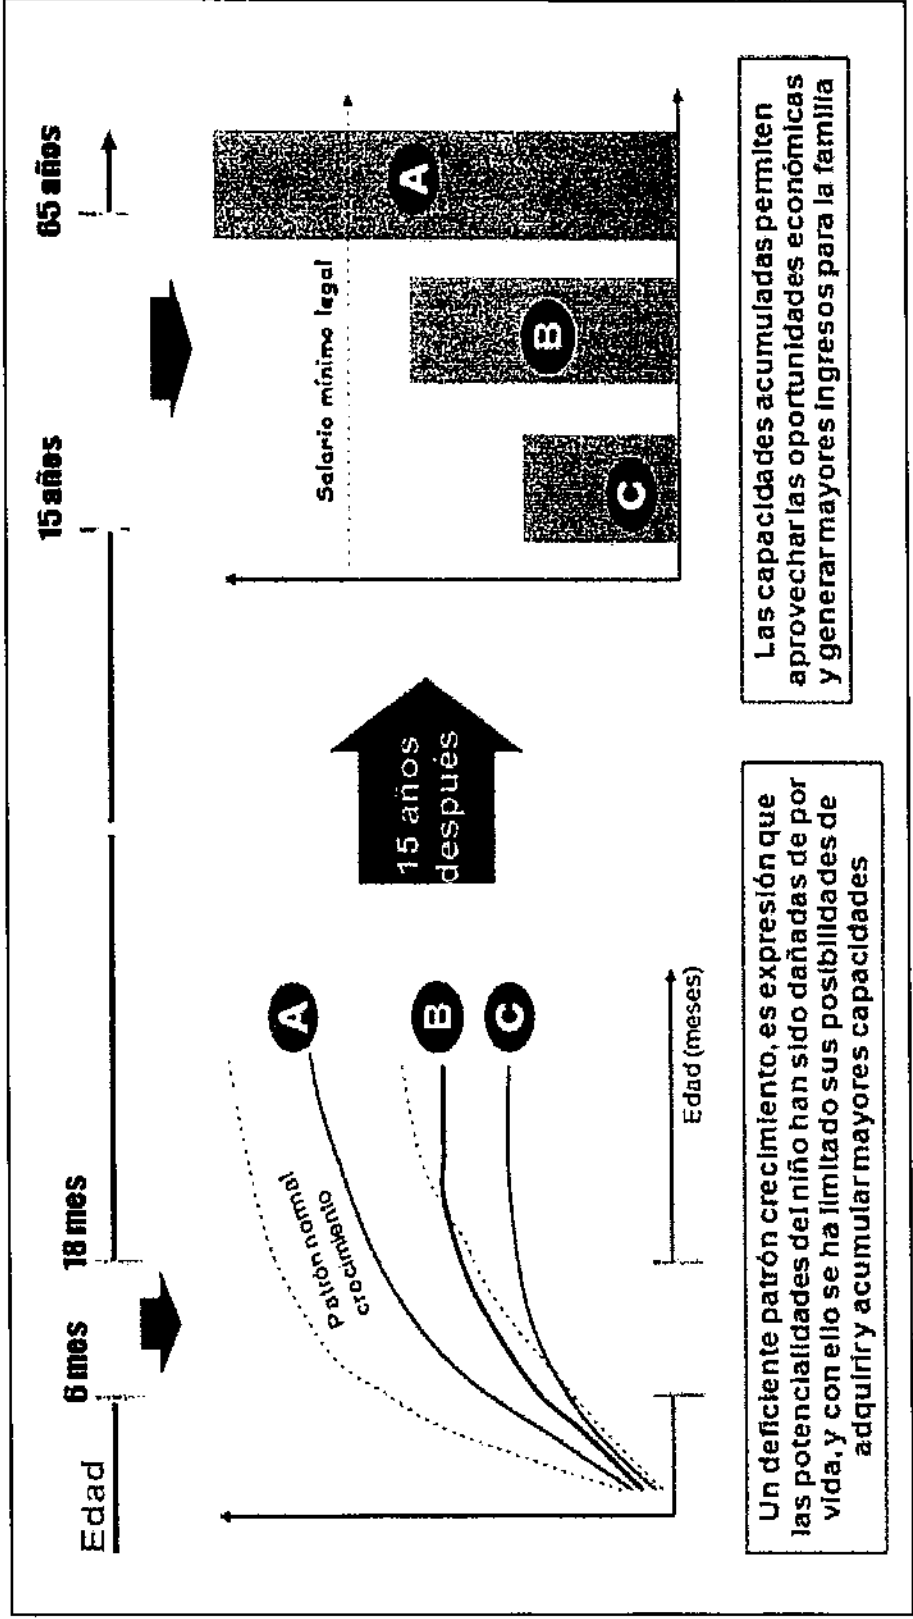 Edad
6 mes
18 mes
15 años
65 años
Patrón normal
crecimiento
A
B
C
Edad (meses)
15 años
después
Salario mínimo legal
C
B
A
Un deficiente patrón crecimiento, es expresión que
las potencialidades del niño han sido dañadas de por
vida, y con ello se ha limitado sus posibilidades de
adquirir y acumular mayores capacidades
Las capacidades acumuladas permiten
aprovechar las oportunidades económicas
y generar mayores ingresos para la familia